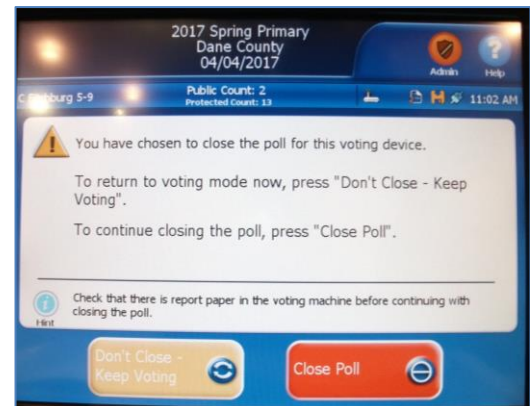 2017 Spring Primary
Dane County
04/04/2017
Admin
Help
C Fitchburg 5-9
Public Count: 2
Protected Count: 13
11:02 AM
You have chosen to close the poll for this voting device.
To return to voting mode now, press "Don't Close - Keep
Voting".
To continue closing the poll, press "Close Poll".
Hint
Check that there is report paper in the voting machine before continuing with
closing the poll.
Don't Close -
Keep Voting
Close Poll